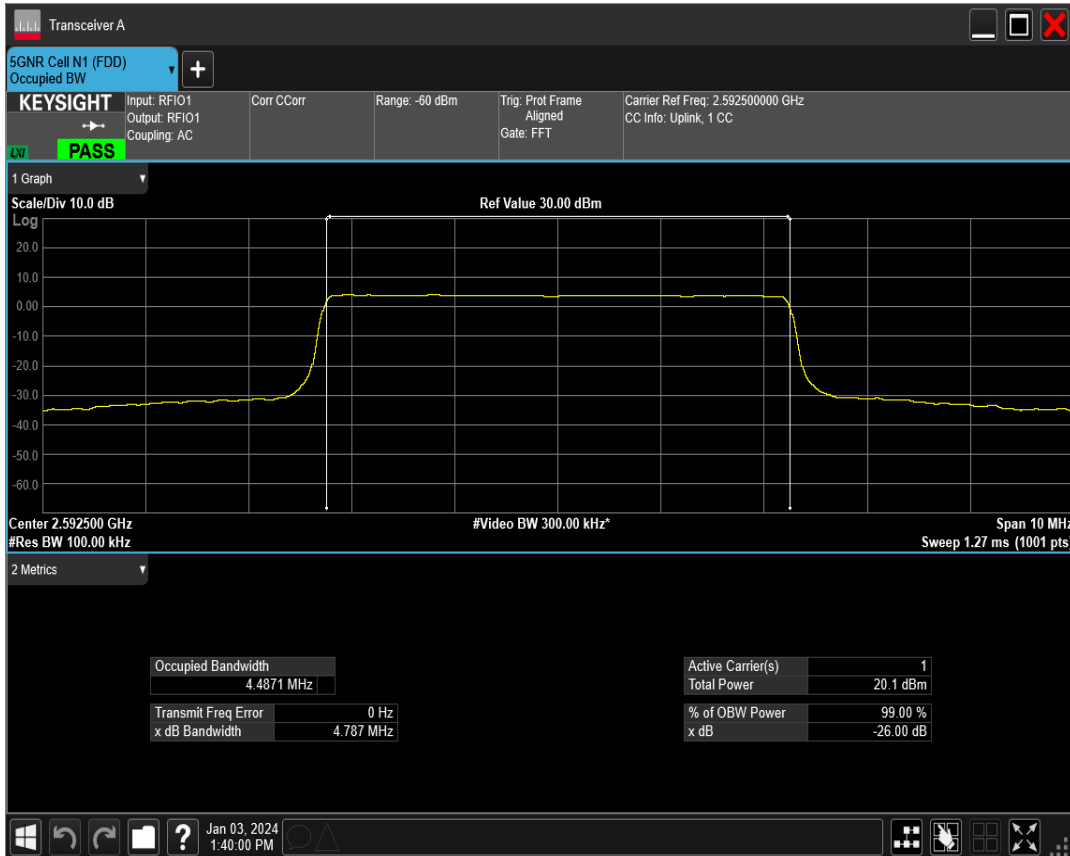 Transceiver A
5GNR Cell N1 (FDD)
Occupied BW
+
KEYSIGHT
LXI
PASS
Input: RFIO1
Output: RFIO1
Coupling: AC
Corr CCorr
Range: -60 dBm
Trig: Prot Frame
Aligned
Gate: FFT
Carrier Ref Freq: 2.592500000 GHz
CC Info: Uplink, 1 CC
1 Graph
Scale/Div 10.0 dB
Ref Value 30.00 dBm
Log
20.0
10.0
0.00
-10.0
-20.0
-30.0
-40.0
-50.0
-60.0
Center 2.592500 GHz
#Video BW 300.00 kHz*
Span 10 MHz
#Res BW 100.00 kHz
Sweep 1.27 ms (1001 pts)
2 Metrics
Occupied Bandwidth
4.4871 MHz
Transmit Freq Error 0 Hz
x dB Bandwidth 4.787 MHz
Active Carrier(s) 1
Total Power 20.1 dBm
% of OBW Power 99.00 %
x dB -26.00 dB
?
Jan 03, 2024
1:40:00 PM